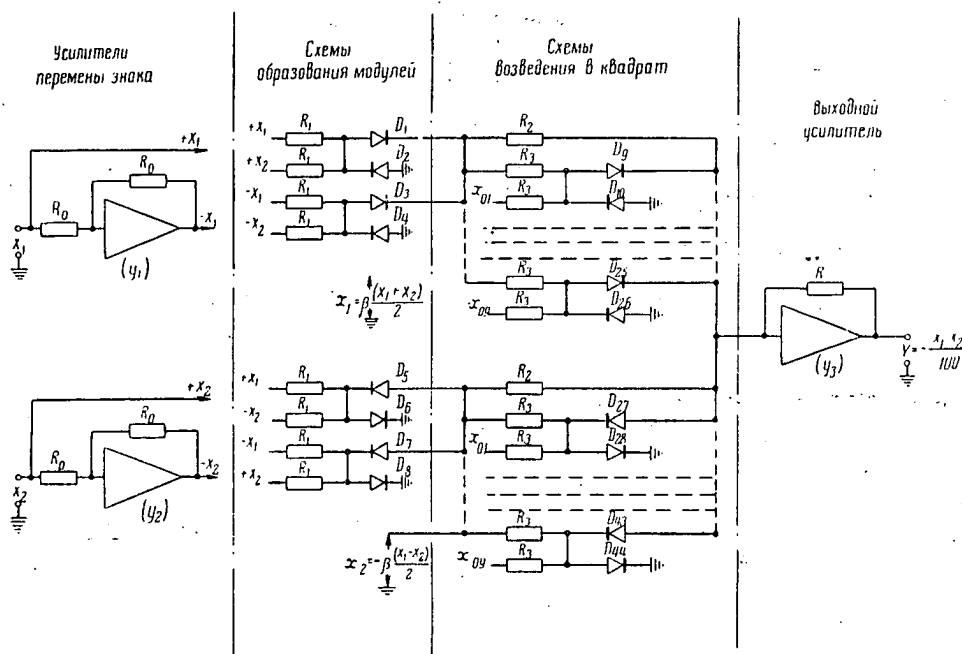 Усилители
перемены знака
Схемы
образования модулей
Схемы
возведения в квадрат
Выходной
усилитель
+x₁
R₀
R₀
-x₁
x₁
(y₁)
+x₁
R₁
D₁
+x₂
R₁
D₂
-x₁
R₁
D₃
-x₂
R₁
D₄
x₁=β(x₁+x₂)/2
R₂
R₃
D₉
x₀₁
R₃
D₁₀
R₃
D₂₅
x₀₉
R₃
D₂₆
R
(y₃)
Y=-x₁x₂/100
+x₂
R₀
R₀
-x₂
x₂
(y₂)
+x₁
R₁
D₅
-x₂
R₁
D₆
-x₁
R₁
D₇
+x₂
R₁
D₈
x₂=-β(x₁-x₂)/2
R₂
R₃
D₂₇
x₀₁
R₃
D₂₈
R₃
D₄₃
x₀₉
R₃
D₄₄